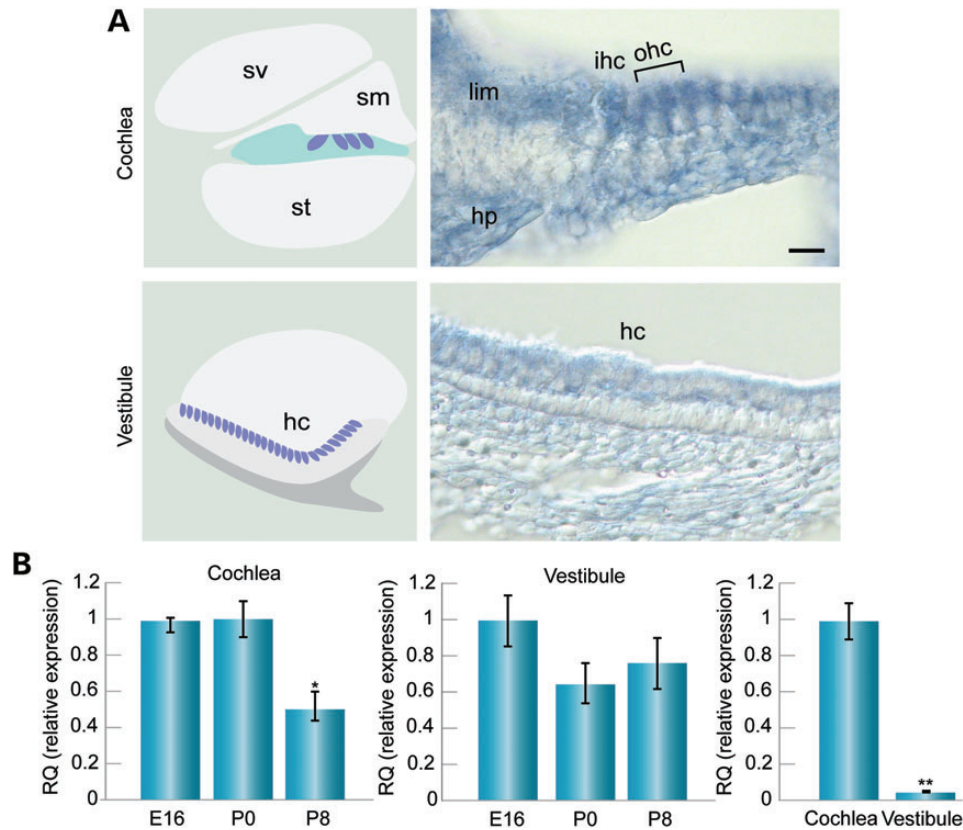 A
Cochlea
sv
sm
st
ihc
ohc
lim
hp
Vestibule
hc
hc
B
Cochlea
RQ (relative expression)
1.2
1
0.8
0.6
0.4
0.2
0
*
E16 P0 P8
Vestibule
RQ (relative expression)
1.2
1
0.8
0.6
0.4
0.2
0
E16 P0 P8
RQ (relative expression)
1.2
1
0.8
0.6
0.4
0.2
0
**
Cochlea Vestibule